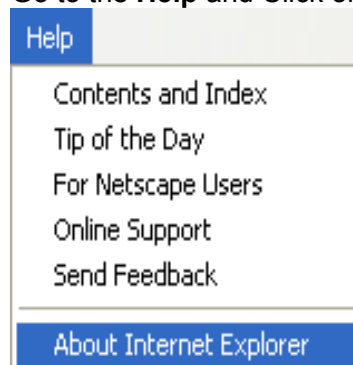 Go to the Help and Click o
Help
Contents and Index
Tip of the Day
For Netscape Users
Online Support
Send Feedback
About Internet Explorer